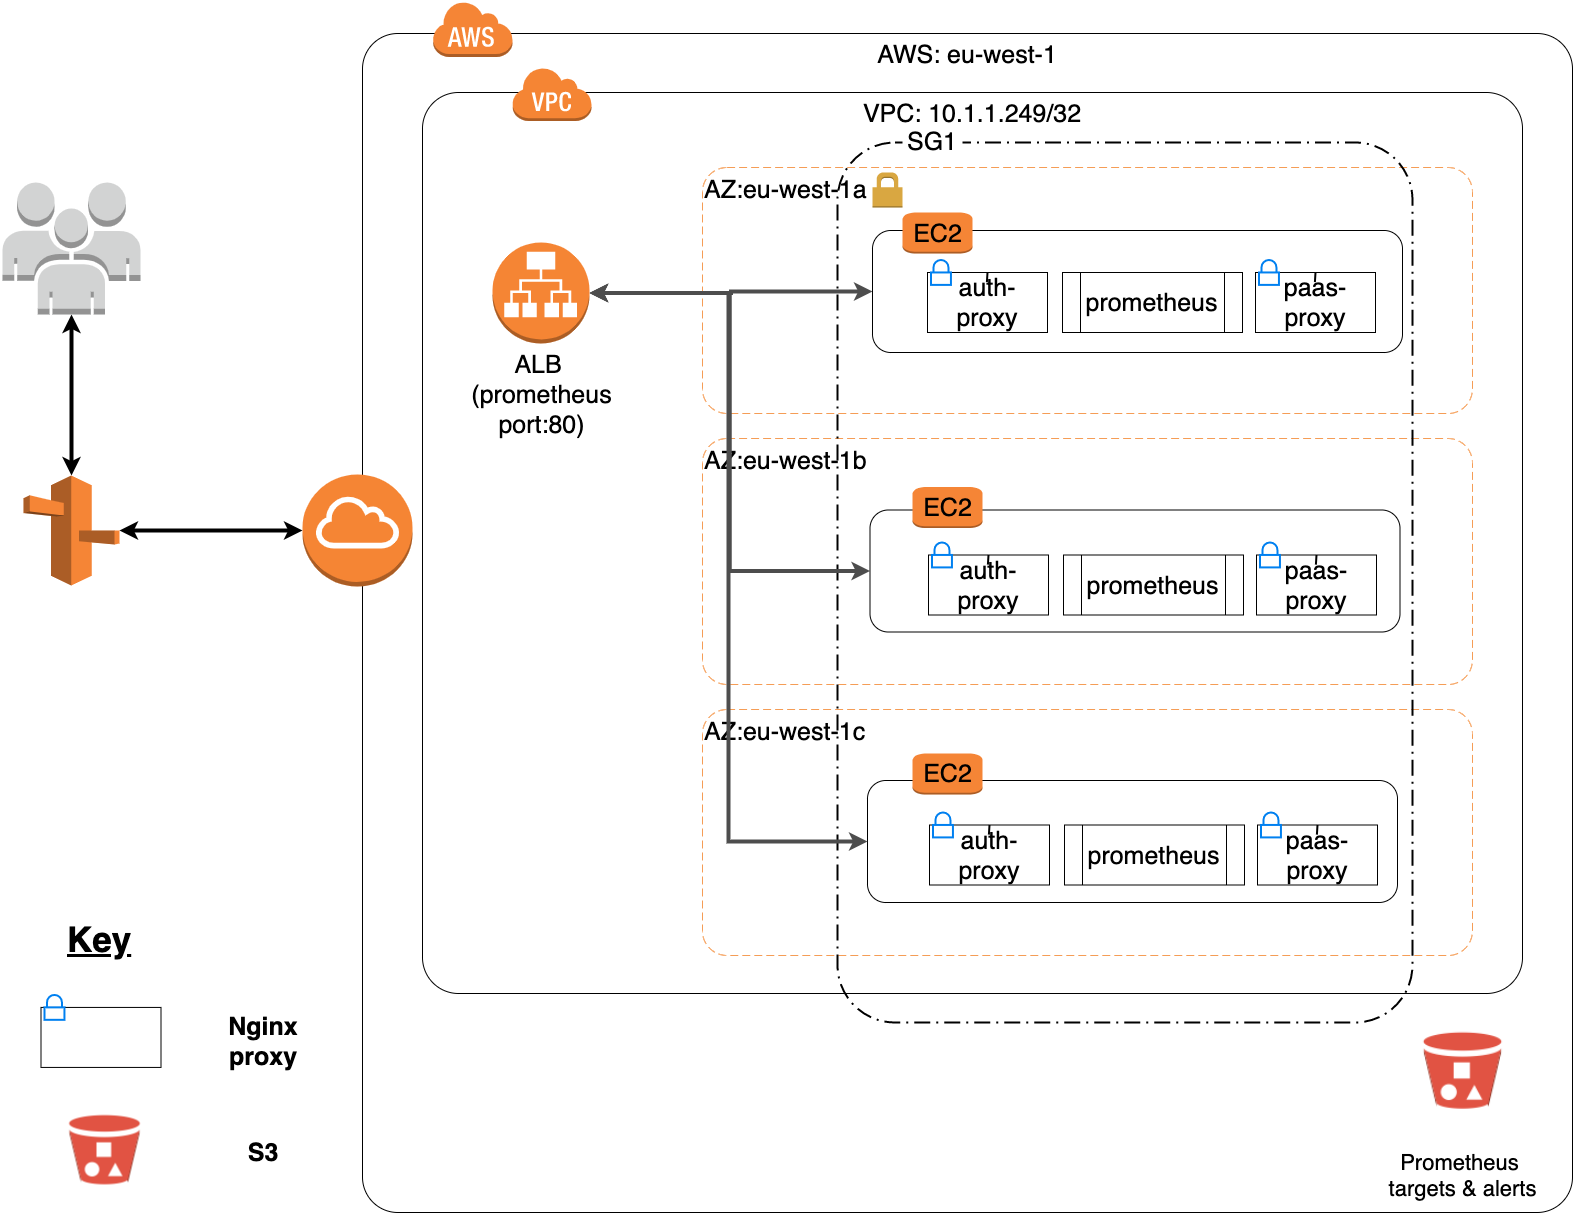 AWS
AWS: eu-west-1
VPC
VPC: 10.1.1.249/32
SG1
AZ:eu-west-1a
EC2
auth-
proxy
prometheus
paas-
proxy
ALB
(prometheus
port:80)
AZ:eu-west-1b
EC2
auth-
proxy
prometheus
paas-
proxy
AZ:eu-west-1c
EC2
auth-
proxy
prometheus
paas-
proxy
Key
Nginx
proxy
S3
Prometheus
targets & alerts